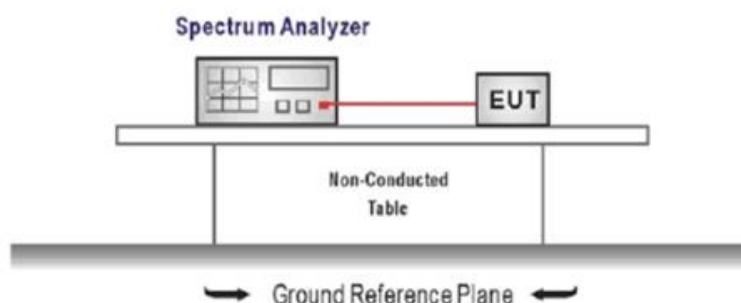 Spectrum Analyzer
EUT
Non-Conducted
Table
Ground Reference Plane